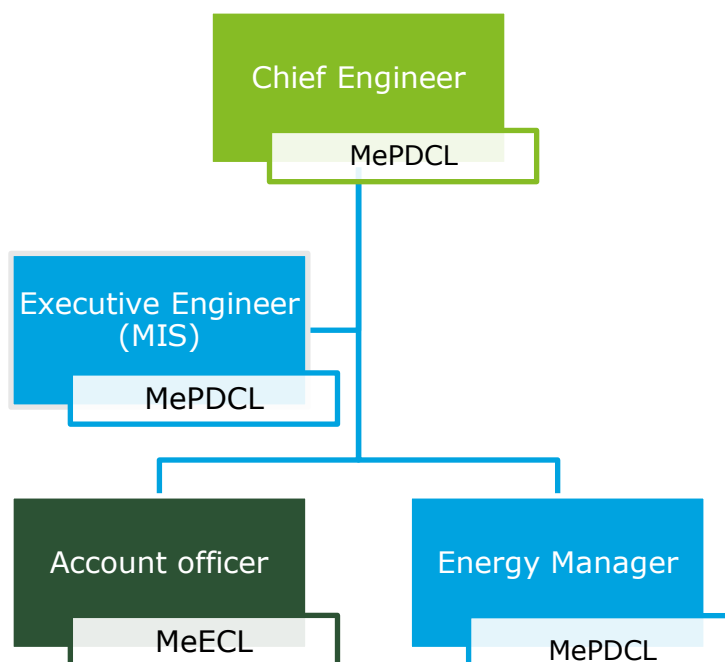 Chief Engineer
MePDCL
Executive Engineer
(MIS)
MePDCL
Account officer
MeECL
Energy Manager
MePDCL